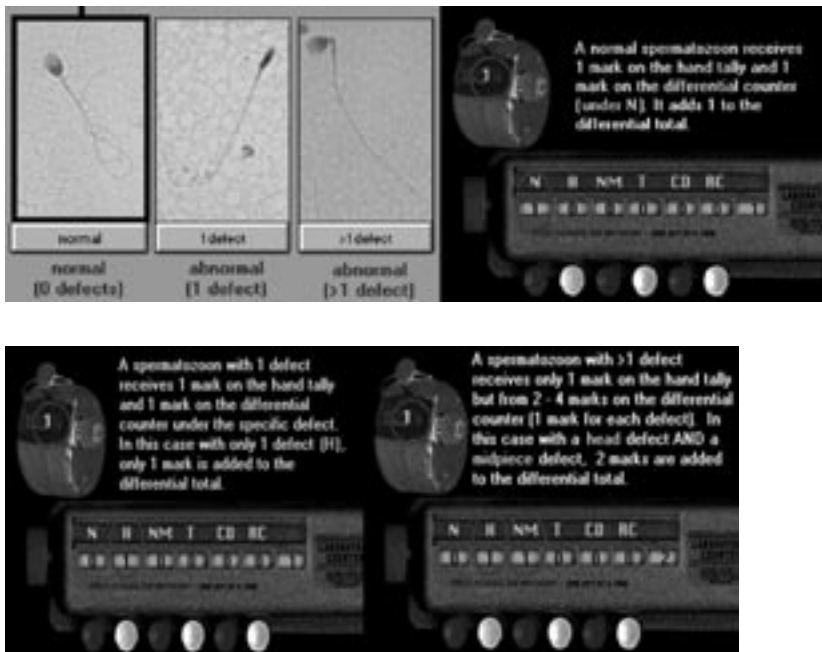 normal
1 defect
>1 defect
normal
abnormal
abnormal
(0 defects)
(1 defect)
(>1 defect)
A normal spermatozoon receives
1 mark on the hand tally and 1
mark on the differential counter
(under N). It adds 1 to the
differential total.
1
N H NM T CD RC
A spermatozoon with 1 defect
receives 1 mark on the hand tally
and 1 mark on the differential
counter under the specific defect.
In this case with only 1 defect (H),
only 1 mark is added to the
differential total.
1
N H NM T CD RC
A spermatozoon with >1 defect
receives only 1 mark on the hand tally
but from 2 - 4 marks on the differential
counter (1 mark for each defect). In
this case with a head defect AND a
midpiece defect, 2 marks are added
to the differential total.
1
N H NM T CD RC